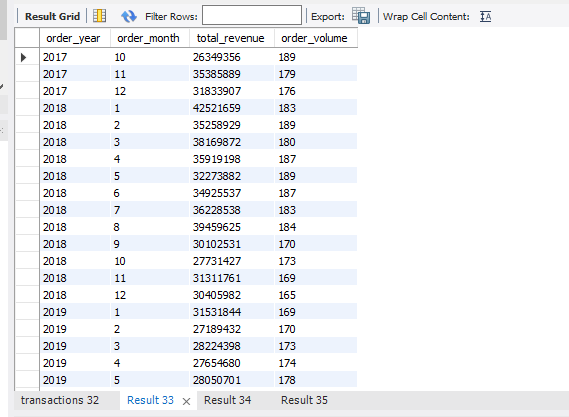 Result Grid Filter Rows: Export: Wrap Cell Content:
order_year order_month total_revenue order_volume
2017 10 26349356 189
2017 11 35385889 179
2017 12 31833907 176
2018 1 42521659 183
2018 2 35258929 189
2018 3 38169872 180
2018 4 35919198 187
2018 5 32273882 189
2018 6 34925537 187
2018 7 36228538 183
2018 8 39459625 184
2018 9 30102531 170
2018 10 27731427 173
2018 11 31311761 169
2018 12 30405982 165
2019 1 31531844 169
2019 2 27189432 170
2019 3 28224398 173
2019 4 27654680 174
2019 5 28050701 178
transactions 32 Result 33 Result 34 Result 35